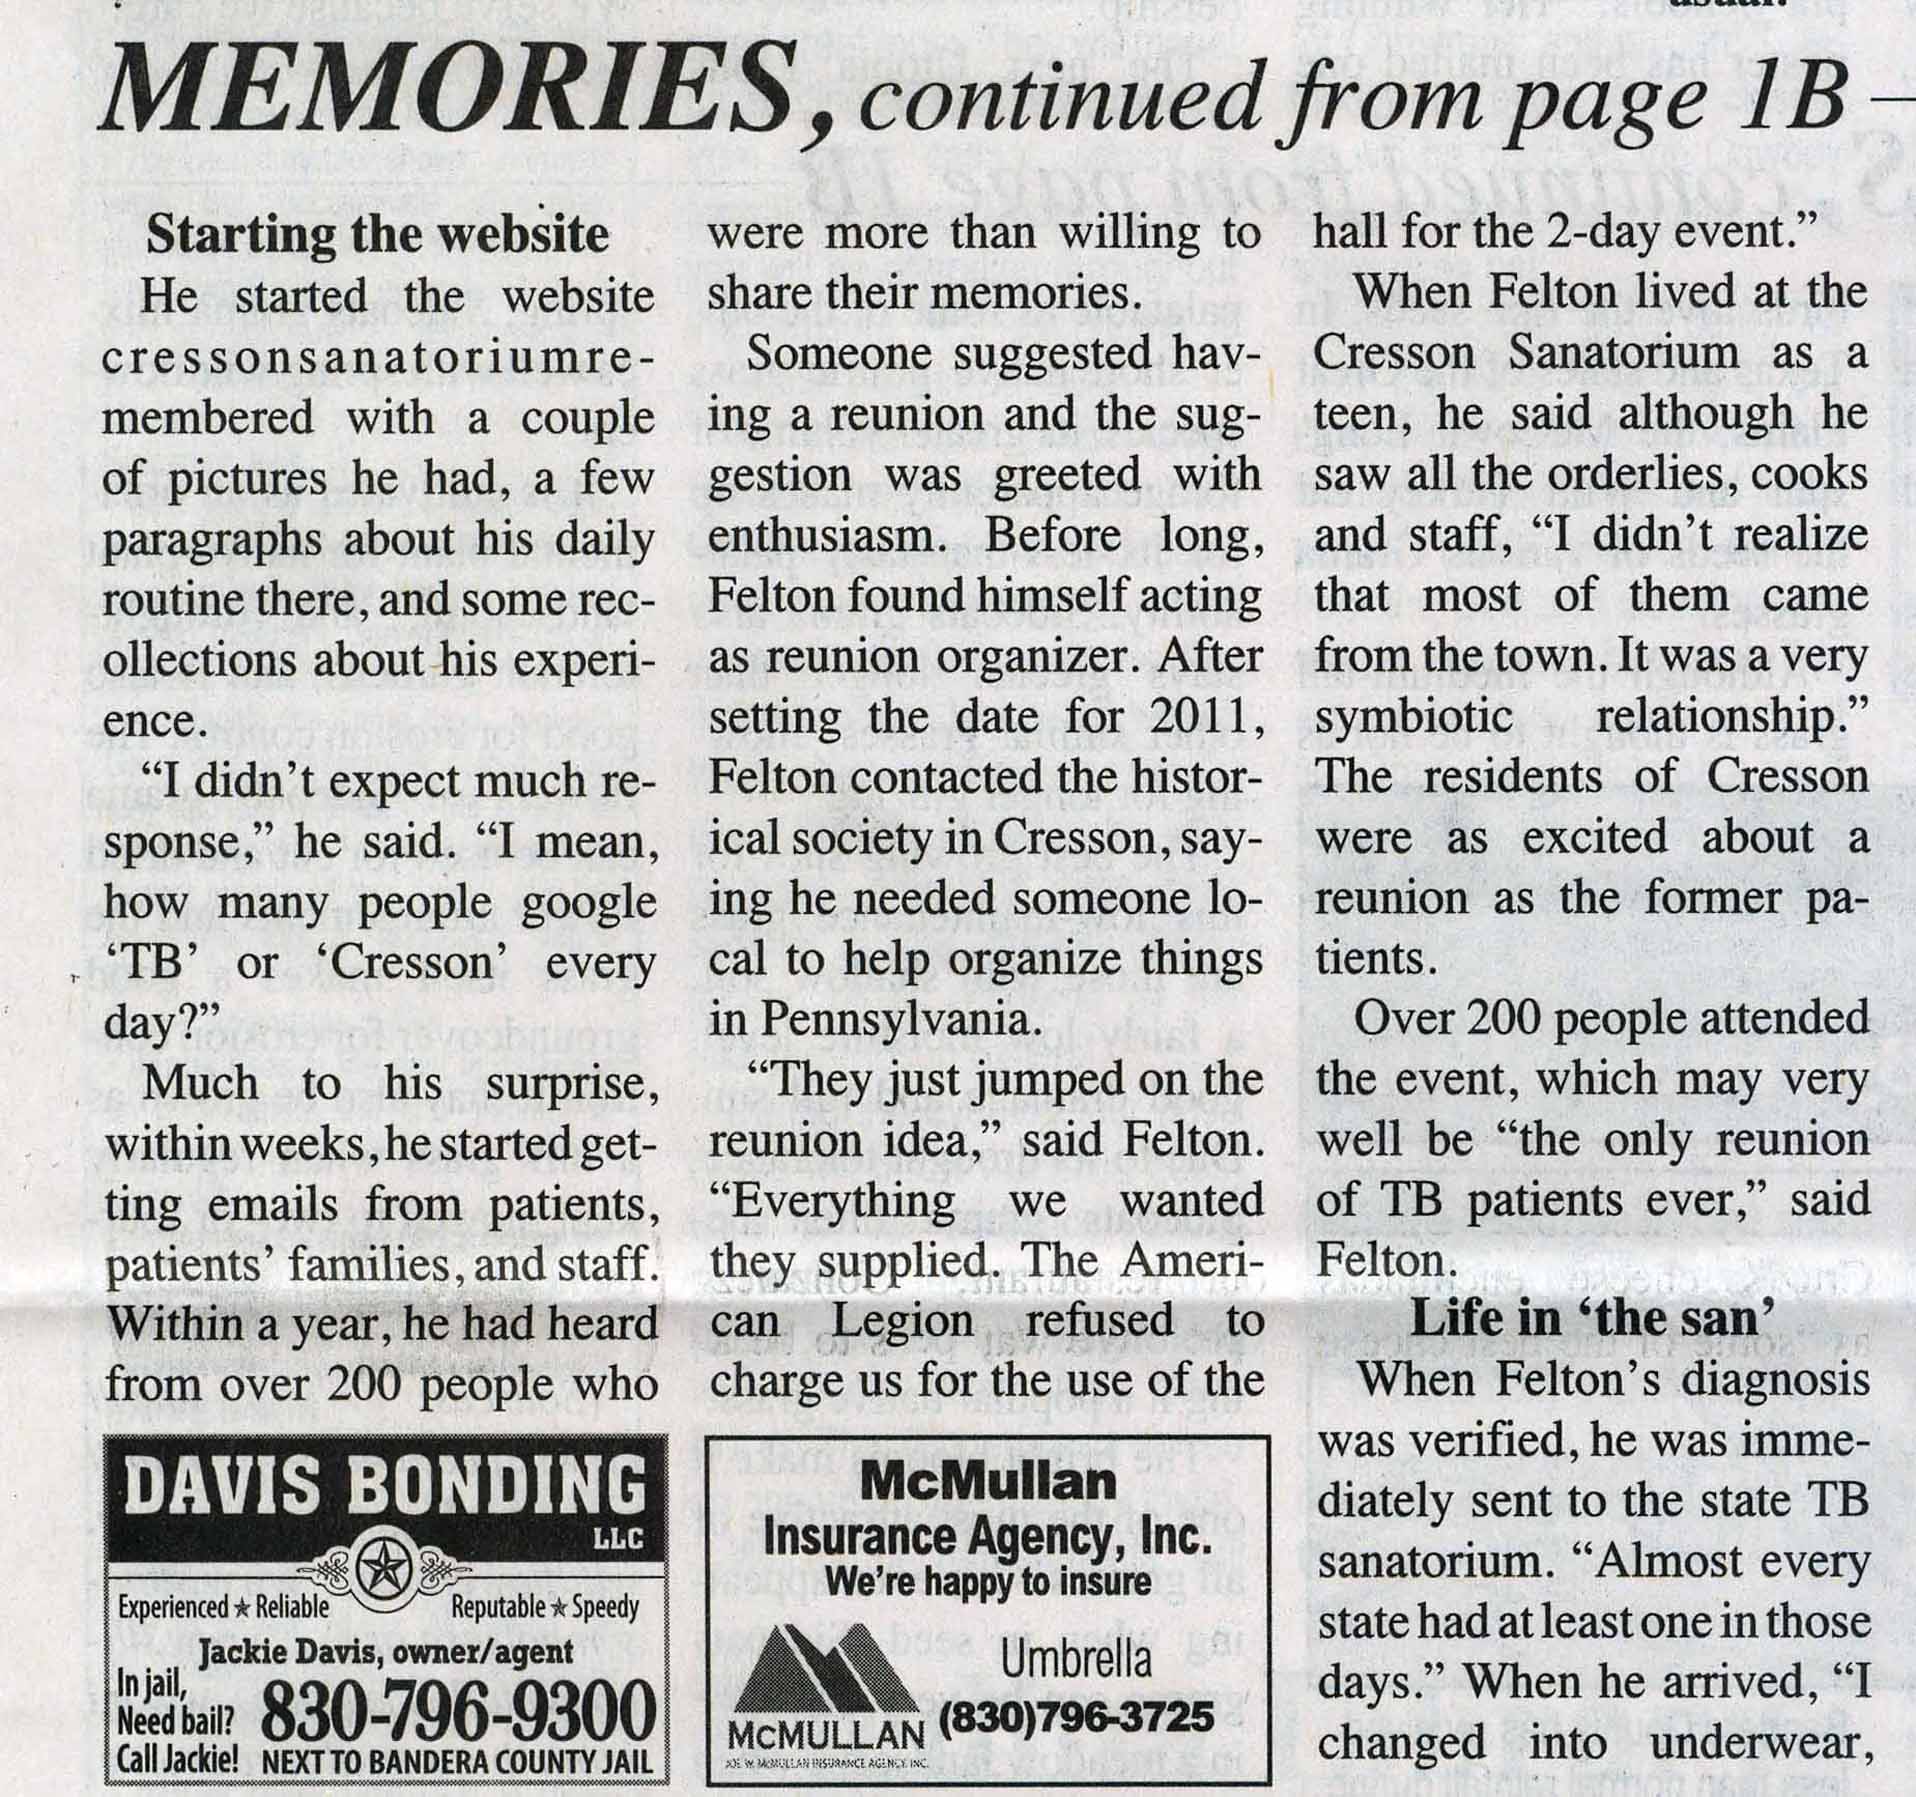 usual.
MEMORIES, continued from page 1B
Starting the website
He started the website
cressonsanatoriumre-
membered with a couple
of pictures he had, a few
paragraphs about his daily
routine there, and some rec-
ollections about his experi-
ence.
“I didn’t expect much re-
sponse,” he said. “I mean,
how many people google
‘TB’ or ‘Cresson’ every
day?”
Much to his surprise,
within weeks, he started get-
ting emails from patients,
patients’ families, and staff.
Within a year, he had heard
from over 200 people who
were more than willing to
share their memories.
Someone suggested hav-
ing a reunion and the sug-
gestion was greeted with
enthusiasm. Before long,
Felton found himself acting
as reunion organizer. After
setting the date for 2011,
Felton contacted the histor-
ical society in Cresson, say-
ing he needed someone lo-
cal to help organize things
in Pennsylvania.
“They just jumped on the
reunion idea,” said Felton.
“Everything we wanted
they supplied. The Ameri-
can Legion refused to
charge us for the use of the
hall for the 2-day event.”
When Felton lived at the
Cresson Sanatorium as a
teen, he said although he
saw all the orderlies, cooks
and staff, “I didn’t realize
that most of them came
from the town. It was a very
symbiotic relationship.”
The residents of Cresson
were as excited about a
reunion as the former pa-
tients.
Over 200 people attended
the event, which may very
well be “the only reunion
of TB patients ever,” said
Felton.
Life in ‘the san’
When Felton’s diagnosis
was verified, he was imme-
diately sent to the state TB
sanatorium. “Almost every
state had at least one in those
days.” When he arrived, “I
changed into underwear,
DAVIS BONDING
LLC
Experienced ★ Reliable Reputable ★ Speedy
Jackie Davis, owner/agent
In jail,
Need bail?
Call Jackie!
830-796-9300
NEXT TO BANDERA COUNTY JAIL
McMullan
Insurance Agency, Inc.
We're happy to insure
Umbrella
(830)796-3725
McMULLAN
JOE W. McMULLAN INSURANCE AGENCY, INC.